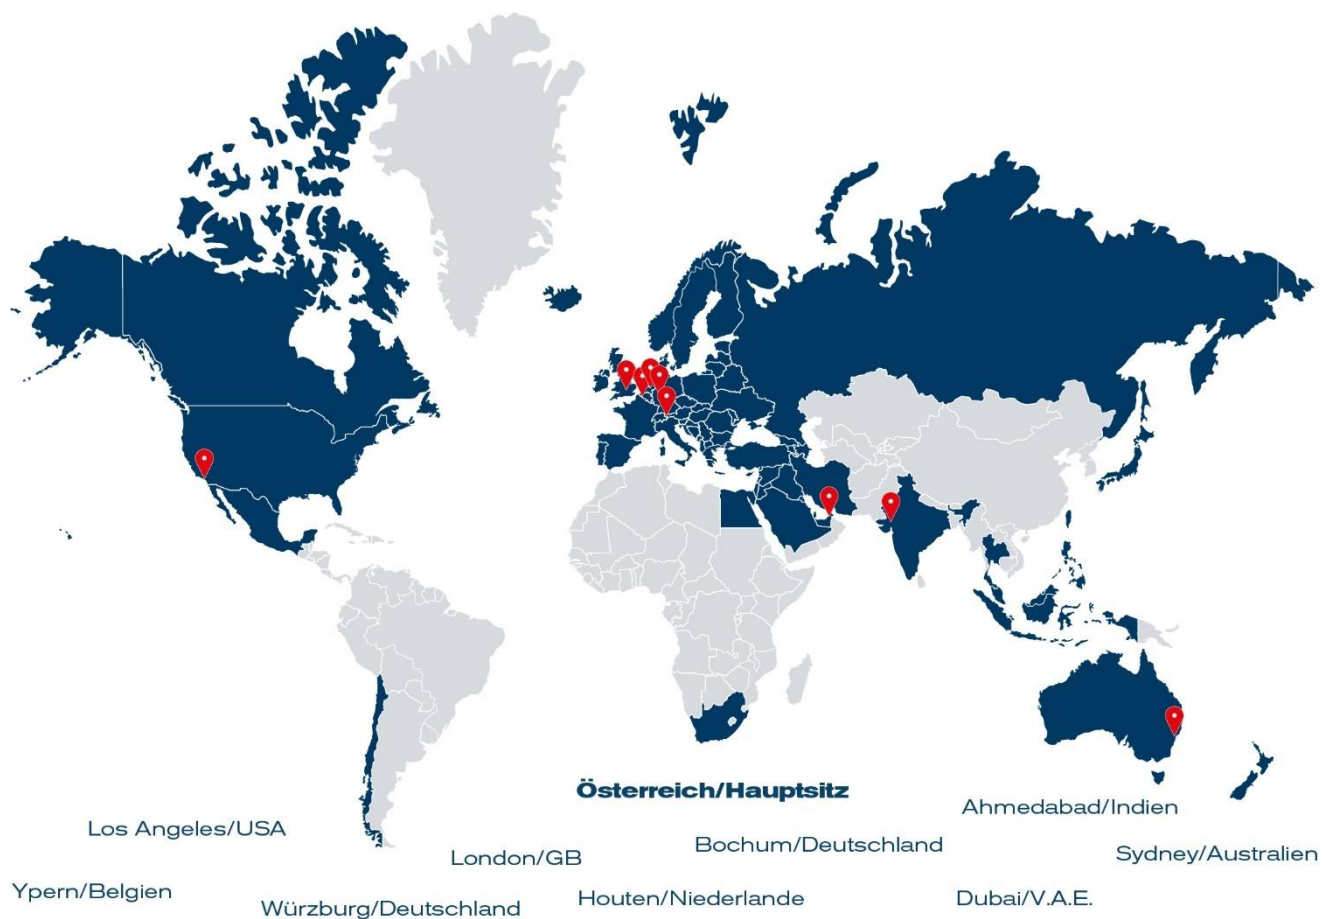 Österreich/Hauptsitz
Ahmedabad/Indien
Los Angeles/USA
Bochum/Deutschland
London/GB
Sydney/Australien
Ypern/Belgien
Houten/Niederlande
Dubai/V.A.E.
Würzburg/Deutschland